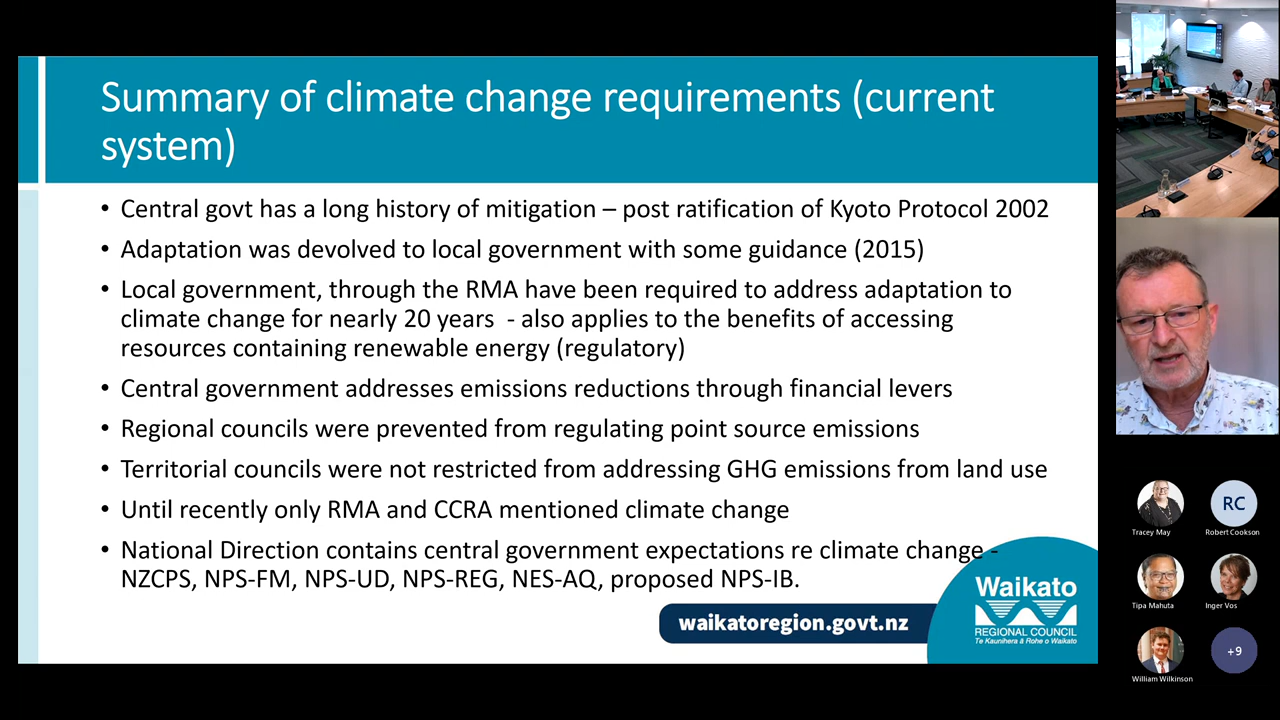 Summary of climate change requirements (current
system)
• Central govt has a long history of mitigation – post ratification of Kyoto Protocol 2002
• Adaptation was devolved to local government with some guidance (2015)
• Local government, through the RMA have been required to address adaptation to
climate change for nearly 20 years - also applies to the benefits of accessing
resources containing renewable energy (regulatory)
• Central government addresses emissions reductions through financial levers
• Regional councils were prevented from regulating point source emissions
• Territorial councils were not restricted from addressing GHG emissions from land use
• Until recently only RMA and CCRA mentioned climate change
• National Direction contains central government expectations re climate change -
NZCPS, NPS-FM, NPS-UD, NPS-REG, NES-AQ, proposed NPS-IB.
waikatoregion.govt.nz
Waikato
REGIONAL COUNCIL
Te Kaunihera ā Rohe o Waikato
RC
Tracey May
Robert Cookson
Tipa Mahuta
Inger Vos
+9
William Wilkinson